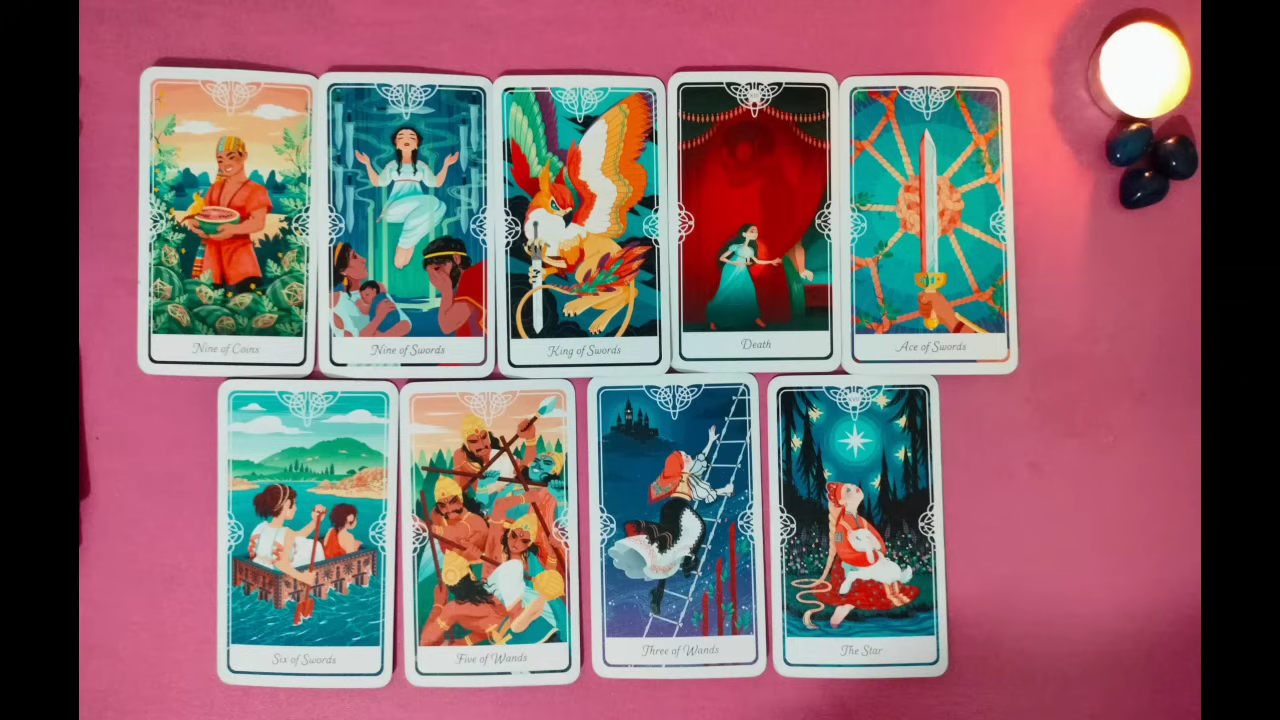 Nine of Coins
Nine of Swords
King of Swords
Death
Ace of Swords
Six of Swords
Five of Wands
Three of Wands
The Star